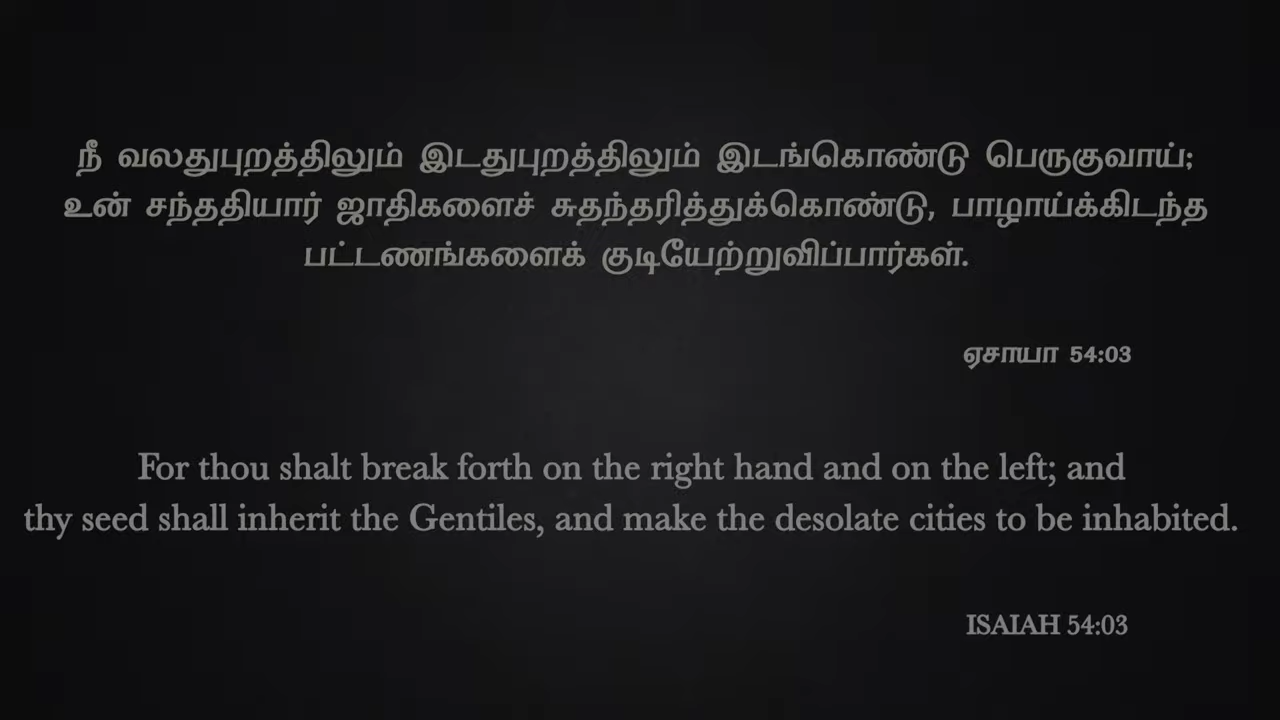 நீ வலதுபுறத்திலும் இடதுபுறத்திலும் இடங்கொண்டு பெருகுவாய்;
உன் சந்ததியார் ஜாதிகளைச் சுதந்தரித்துக்கொண்டு, பாழாய்க்கிடந்த
பட்டணங்களைக் குடியேற்றுவிப்பார்கள்.
ஏசாயா 54:03
For thou shalt break forth on the right hand and on the left; and
thy seed shall inherit the Gentiles, and make the desolate cities to be inhabited.
ISAIAH 54:03